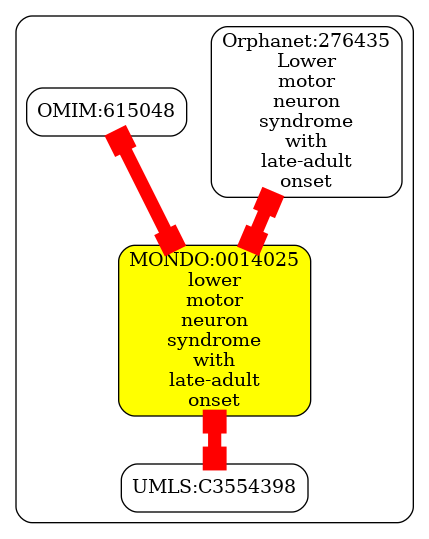 Orphanet:276435
Lower
motor
neuron
syndrome
with
late-adult
onset
OMIM:615048
MONDO:0014025
lower
motor
neuron
syndrome
with
late-adult
onset
UMLS:C3554398